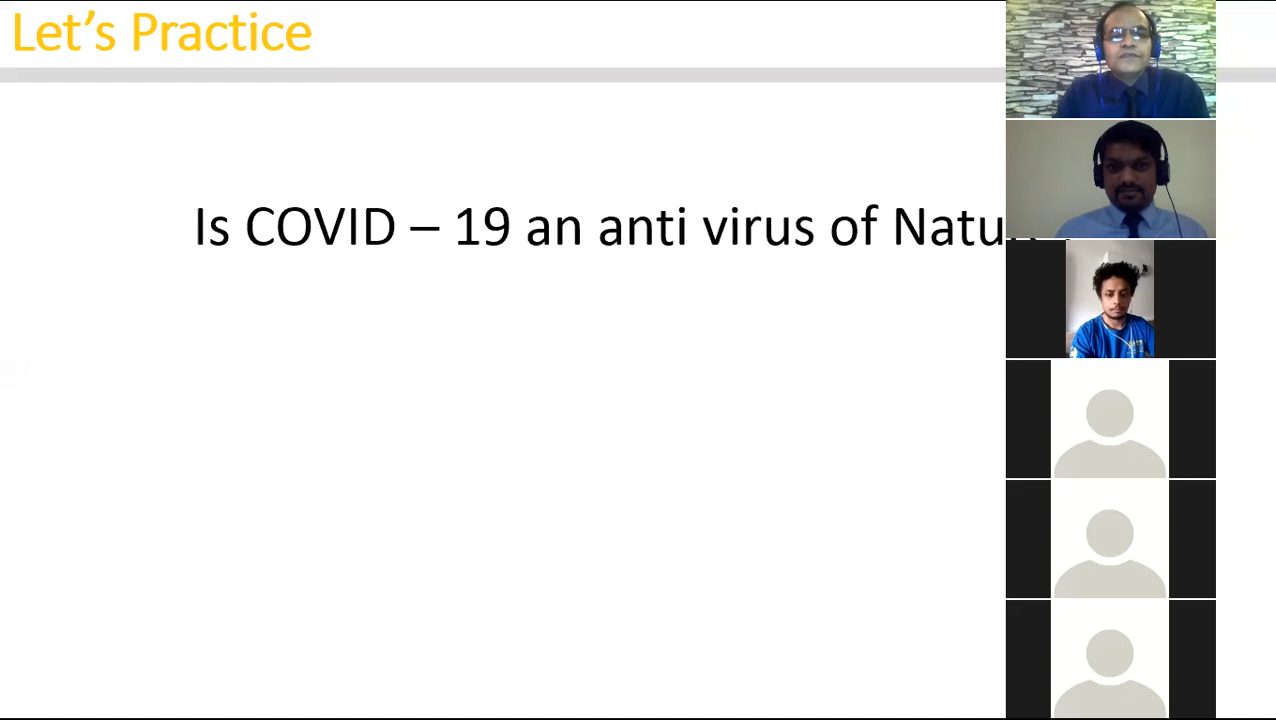 Let's Practice
Is COVID – 19 an anti virus of